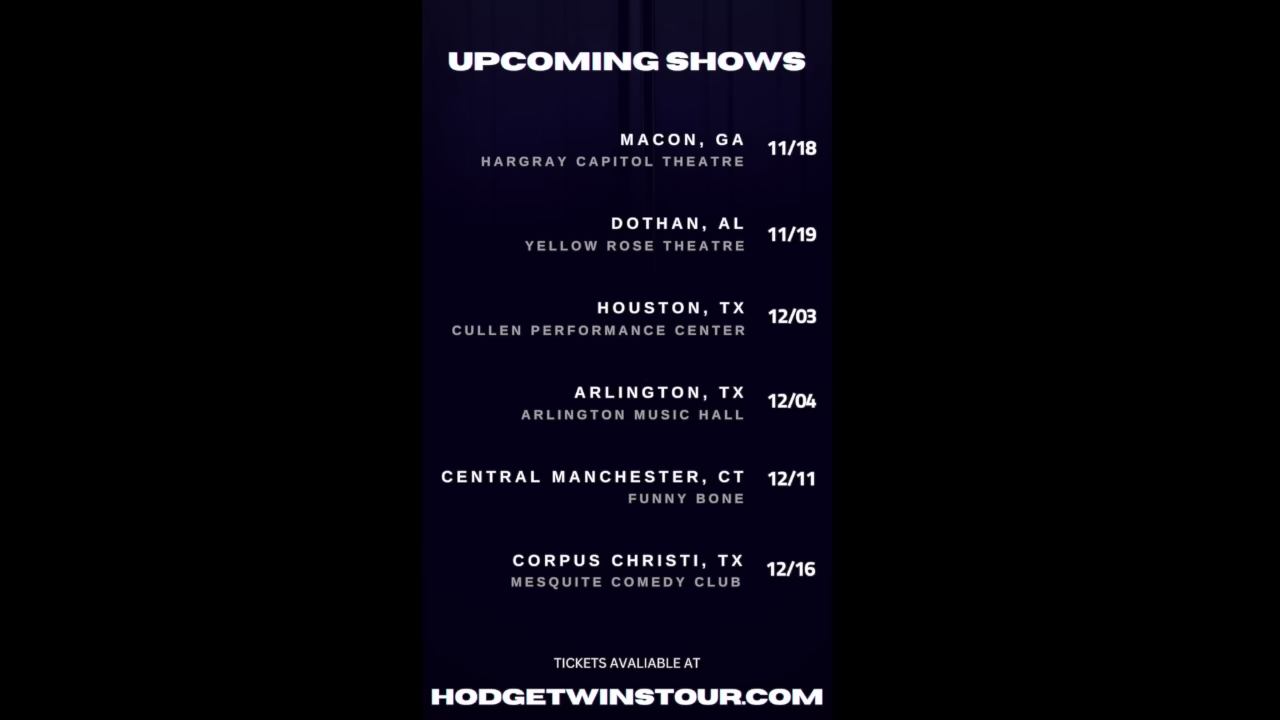 UPCOMING SHOWS
MACON, GA 11/18
HARGRAY CAPITOL THEATRE
DOTHAN, AL 11/19
YELLOW ROSE THEATRE
HOUSTON, TX 12/03
CULLEN PERFORMANCE CENTER
ARLINGTON, TX 12/04
ARLINGTON MUSIC HALL
CENTRAL MANCHESTER, CT 12/11
FUNNY BONE
CORPUS CHRISTI, TX 12/16
MESQUITE COMEDY CLUB
TICKETS AVALIABLE AT
HODGETWINSTOUR.COM